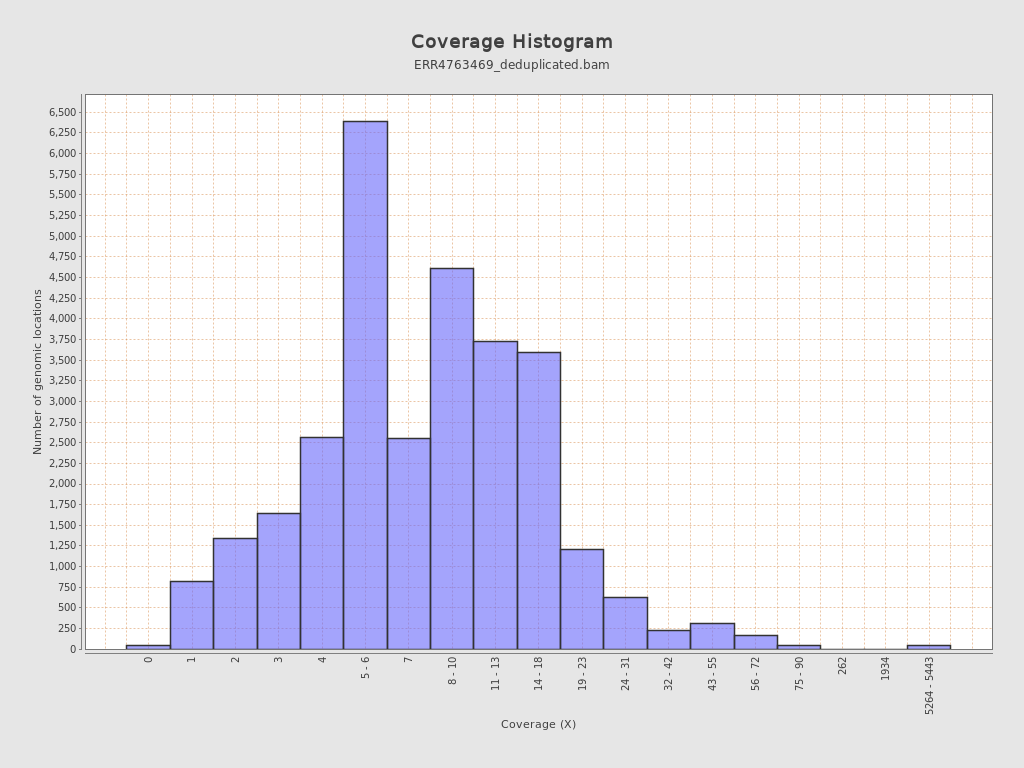 Coverage Histogram
ERR4763469_deduplicated.bam
Number of genomic locations
6,500
6,250
6,000
5,750
5,500
5,250
5,000
4,750
4,500
4,250
4,000
3,750
3,500
3,250
3,000
2,750
2,500
2,250
2,000
1,750
1,500
1,250
1,000
750
500
250
0
0
1
2
3
4
5 - 6
7
8 - 10
11 - 13
14 - 18
19 - 23
24 - 31
32 - 42
43 - 55
56 - 72
75 - 90
262
1934
5264 - 5443
Coverage (X)